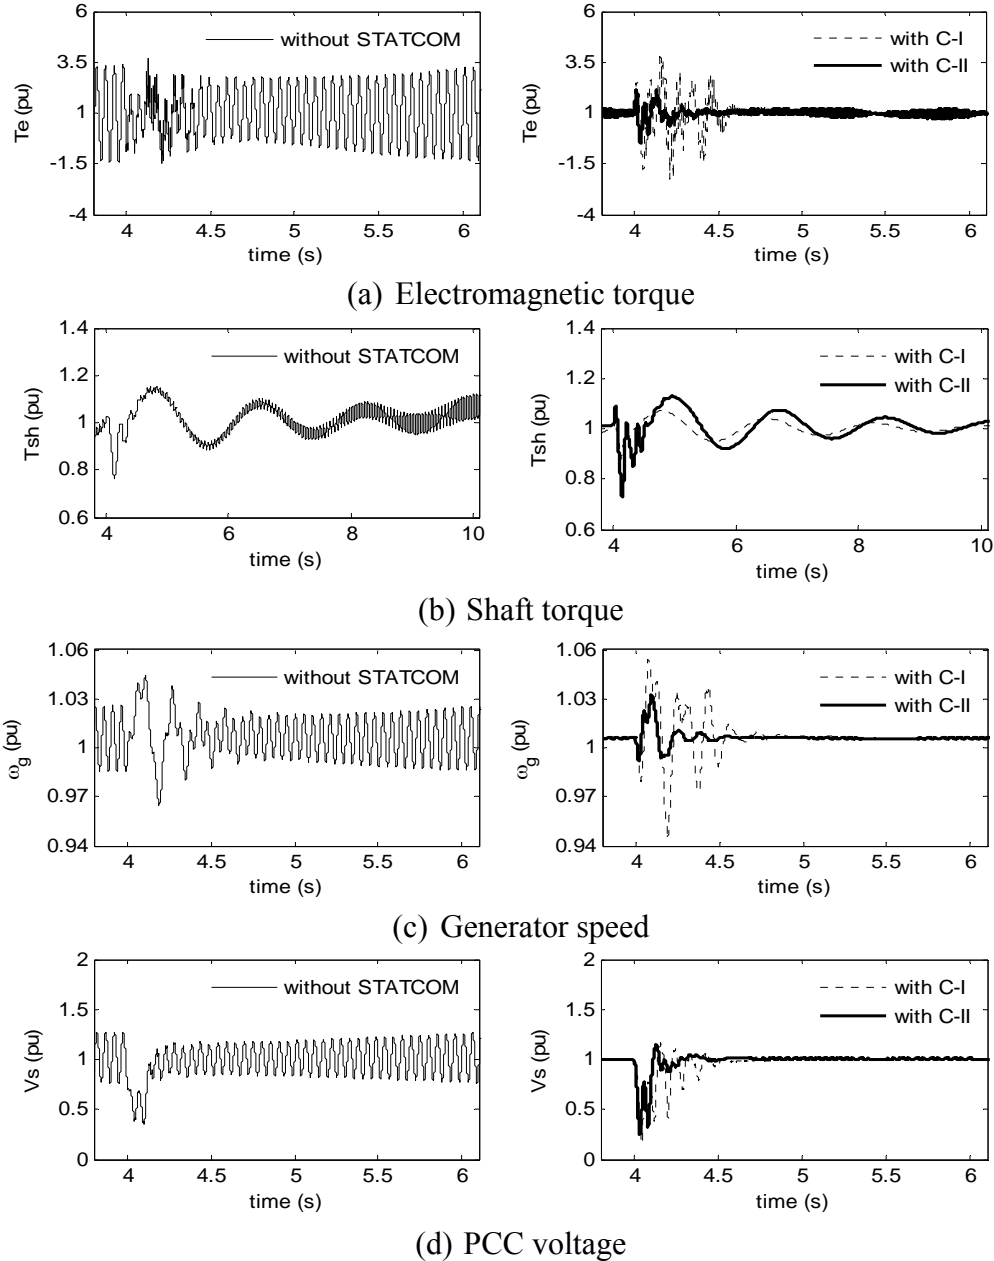 6
3.5
1
-1.5
-4
Te (pu)
without STATCOM
4
4.5
5
5.5
6
time (s)
6
3.5
1
-1.5
-4
Te (pu)
with C-I
with C-II
4
4.5
5
5.5
6
time (s)
(a) Electromagnetic torque
1.4
1.2
1
0.8
0.6
Tsh (pu)
without STATCOM
4
6
8
10
time (s)
1.4
1.2
1
0.8
0.6
Tsh (pu)
with C-I
with C-II
4
6
8
10
time (s)
(b) Shaft torque
1.06
1.03
1
0.97
0.94
ωg (pu)
without STATCOM
4
4.5
5
5.5
6
time (s)
1.06
1.03
1
0.97
0.94
ωg (pu)
with C-I
with C-II
4
4.5
5
5.5
6
time (s)
(c) Generator speed
2
1.5
1
0.5
0
Vs (pu)
without STATCOM
4
4.5
5
5.5
6
time (s)
2
1.5
1
0.5
0
Vs (pu)
with C-I
with C-II
4
4.5
5
5.5
6
time (s)
(d) PCC voltage